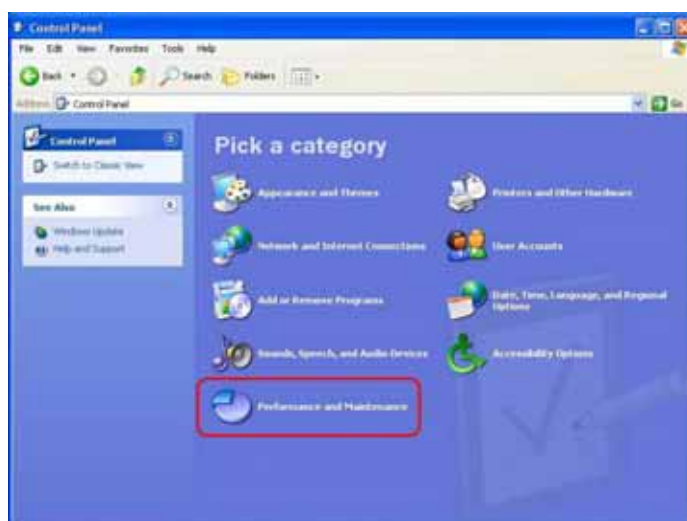 Control Panel
File Edit View Favorites Tools Help
Back Search Folders
Address Control Panel Go
Control Panel
Switch to Classic View
See Also
Windows Update
Help and Support
Pick a category
Appearance and Themes
Printers and Other Hardware
Network and Internet Connections
User Accounts
Add or Remove Programs
Date, Time, Language, and Regional
Options
Sounds, Speech, and Audio Devices
Accessibility Options
Performance and Maintenance